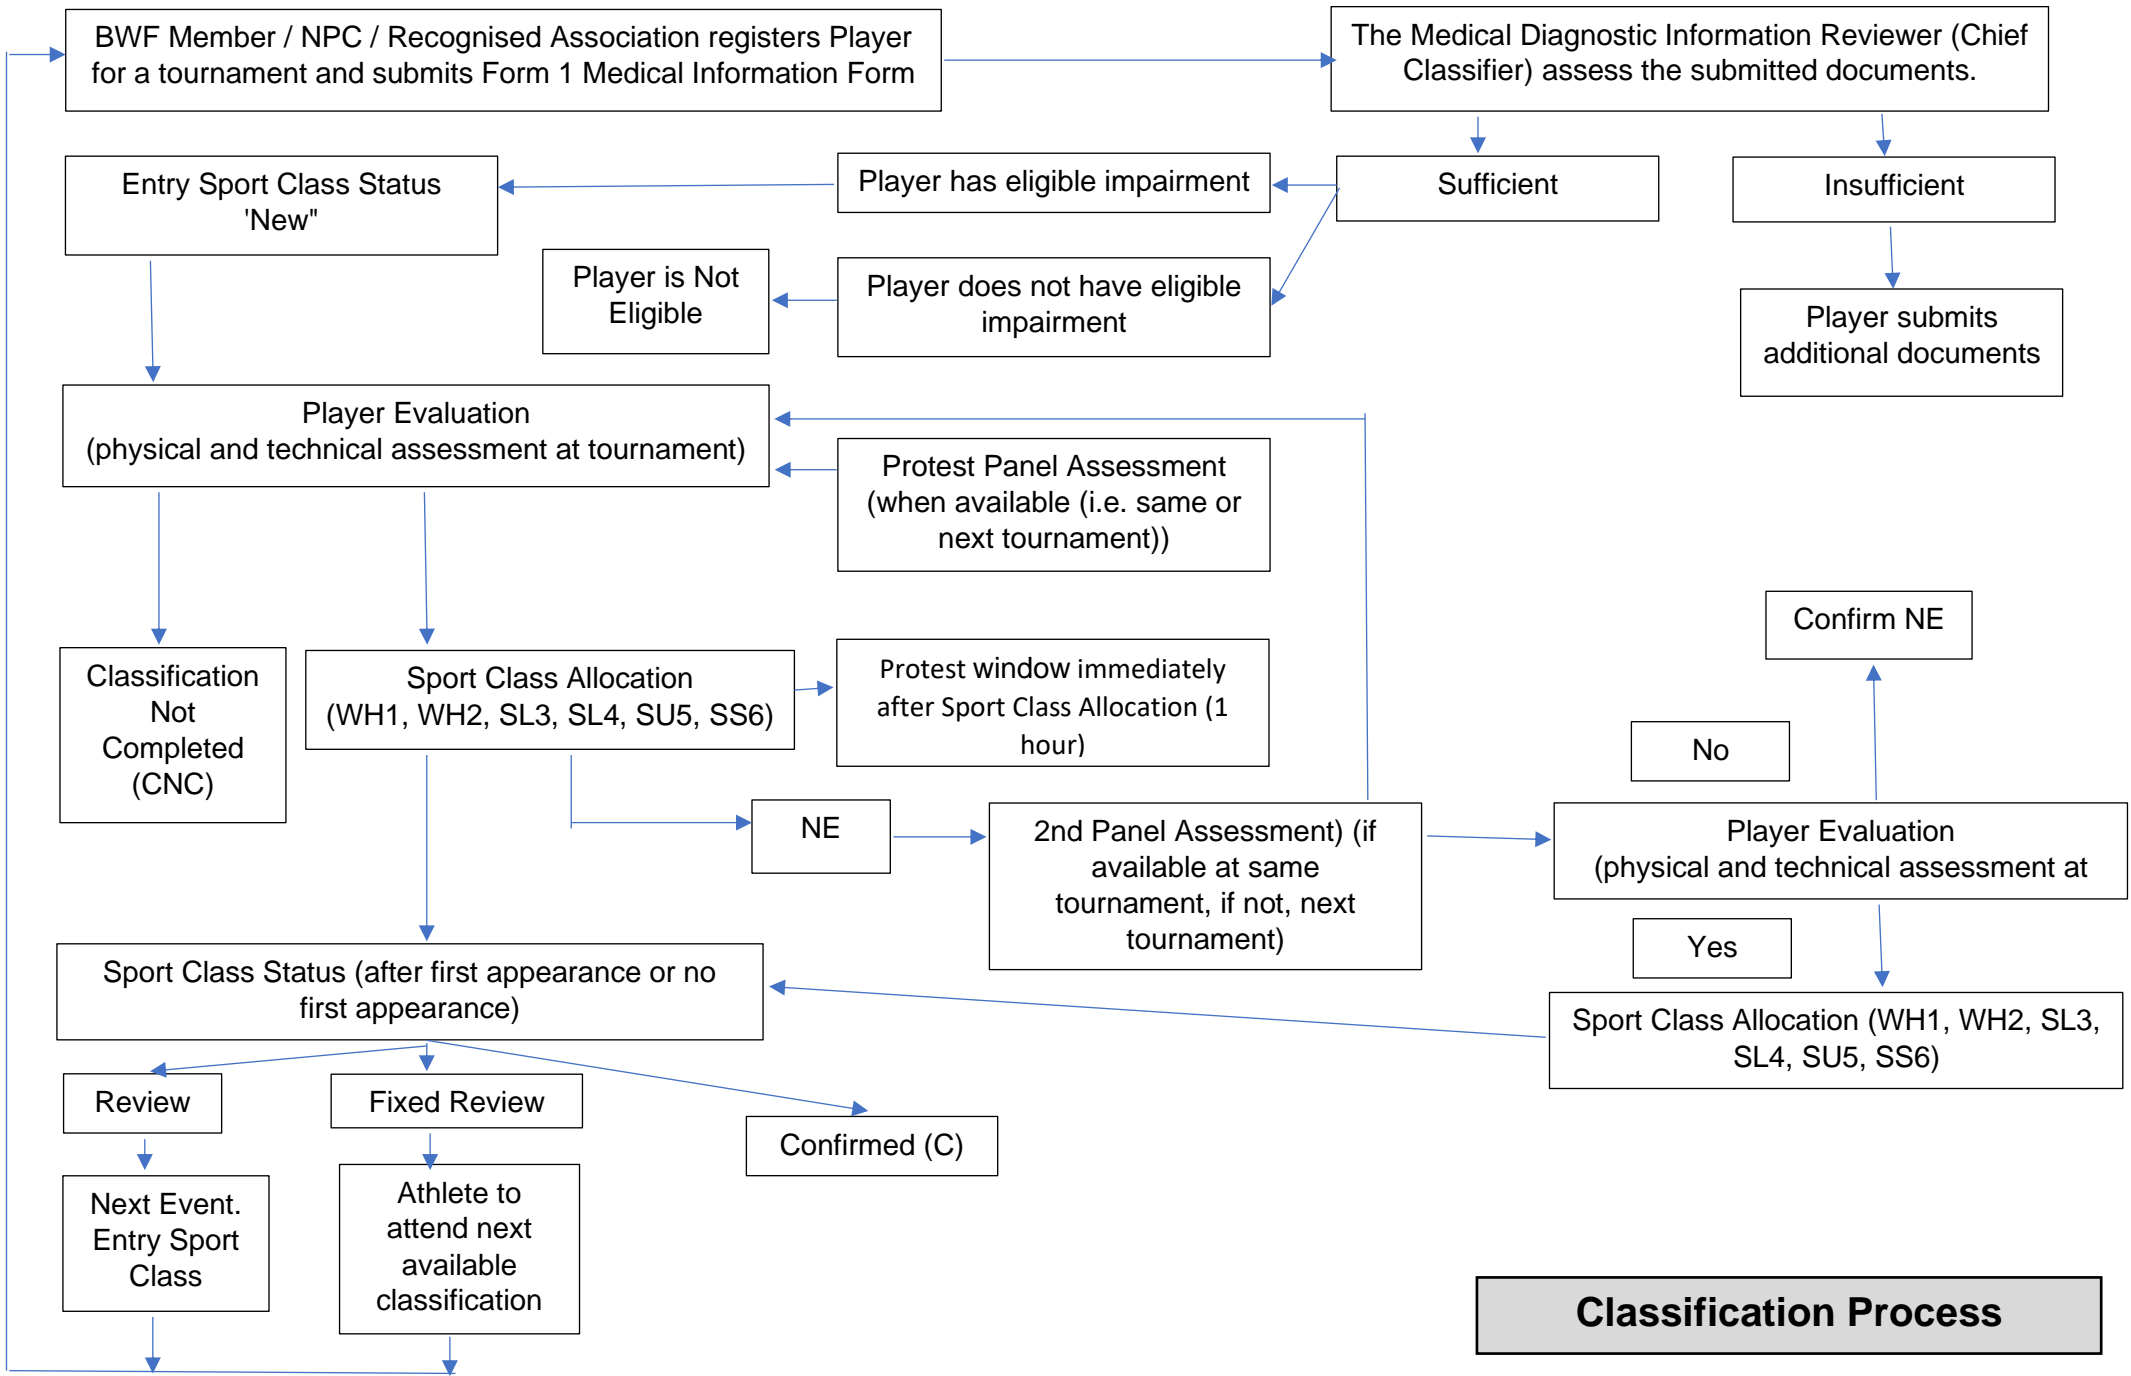 BWF Member / NPC / Recognised Association registers Player
for a tournament and submits Form 1 Medical Information Form
The Medical Diagnostic Information Reviewer (Chief
Classifier) assess the submitted documents.
Entry Sport Class Status
'New"
Player has eligible impairment
Sufficient
Insufficient
Player is Not
Eligible
Player does not have eligible
impairment
Player submits
additional documents
Player Evaluation
(physical and technical assessment at tournament)
Protest Panel Assessment
(when available (i.e. same or
next tournament))
Confirm NE
Classification
Not
Completed
(CNC)
Sport Class Allocation
(WH1, WH2, SL3, SL4, SU5, SS6)
Protest window immediately
after Sport Class Allocation (1
hour)
No
NE
2nd Panel Assessment) (if
available at same
tournament, if not, next
tournament)
Player Evaluation
(physical and technical assessment at
Yes
Sport Class Status (after first appearance or no
first appearance)
Sport Class Allocation (WH1, WH2, SL3,
SL4, SU5, SS6)
Review
Fixed Review
Confirmed (C)
Next Event.
Entry Sport
Class
Athlete to
attend next
available
classification
Classification Process